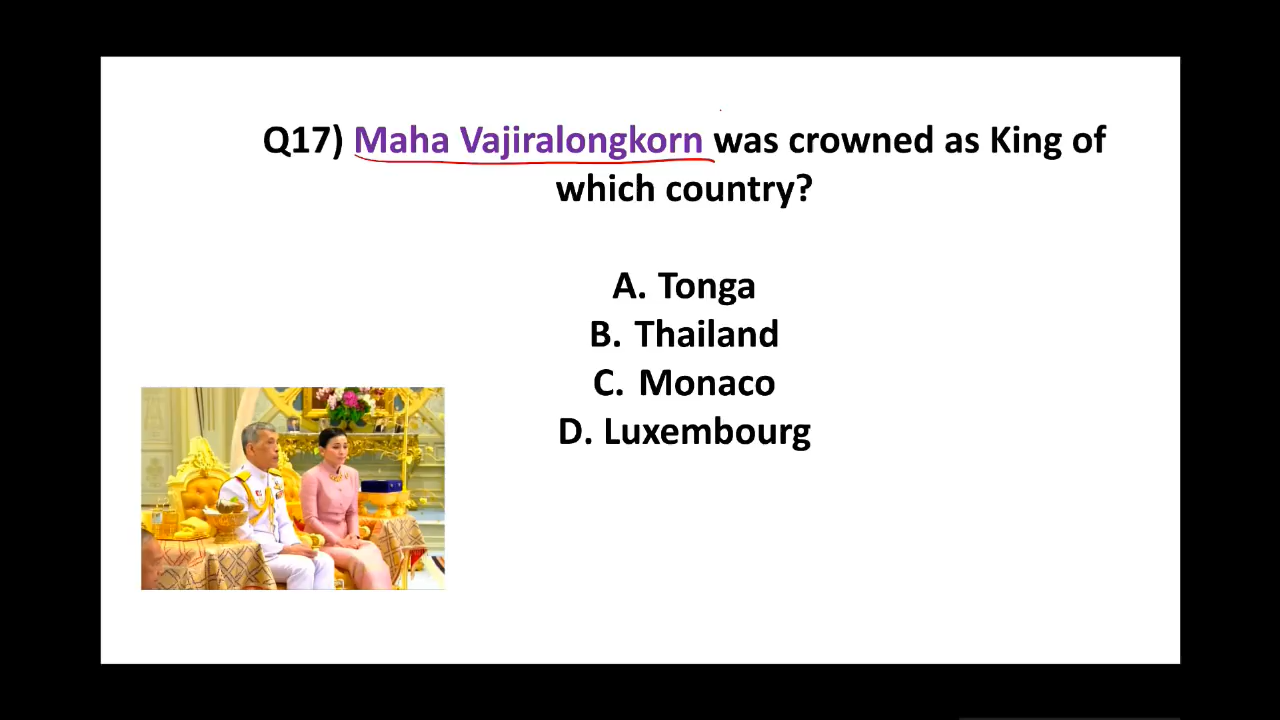 Q17) Maha Vajiralongkorn was crowned as King of
which country?
A. Tonga
B. Thailand
C. Monaco
D. Luxembourg